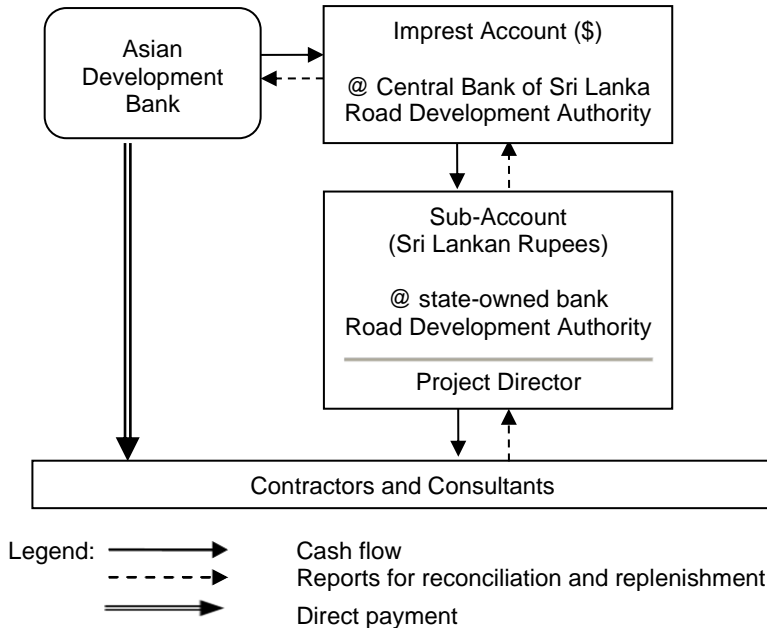 Asian
Development
Bank
Imprest Account ($)
@ Central Bank of Sri Lanka
Road Development Authority
Sub-Account
(Sri Lankan Rupees)
@ state-owned bank
Road Development Authority
Project Director
Contractors and Consultants
Legend:
Cash flow
Reports for reconciliation and replenishment
Direct payment